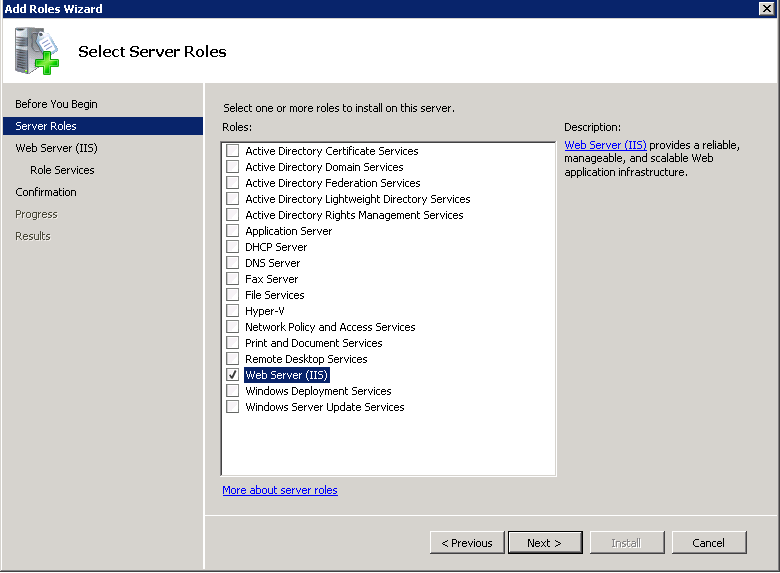 Add Roles Wizard
Select Server Roles
Before You Begin
Server Roles
Web Server (IIS)
Role Services
Confirmation
Progress
Results
Select one or more roles to install on this server.
Roles:
Active Directory Certificate Services
Active Directory Domain Services
Active Directory Federation Services
Active Directory Lightweight Directory Services
Active Directory Rights Management Services
Application Server
DHCP Server
DNS Server
Fax Server
File Services
Hyper-V
Network Policy and Access Services
Print and Document Services
Remote Desktop Services
Web Server (IIS)
Windows Deployment Services
Windows Server Update Services
More about server roles
Description:
Web Server (IIS) provides a reliable,
manageable, and scalable Web
application infrastructure.
< Previous
Next >
Install
Cancel